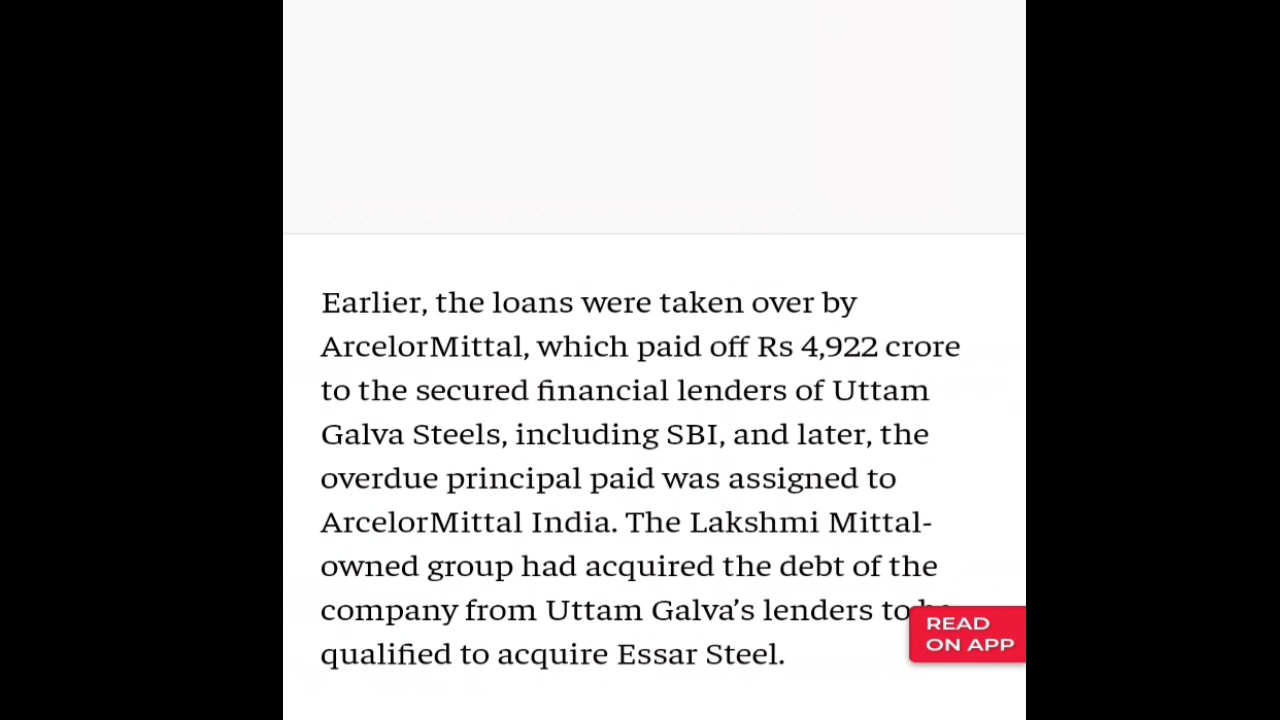 Earlier, the loans were taken over by
ArcelorMittal, which paid off Rs 4,922 crore
to the secured financial lenders of Uttam
Galva Steels, including SBI, and later, the
overdue principal paid was assigned to
ArcelorMittal India. The Lakshmi Mittal-
owned group had acquired the debt of the
company from Uttam Galva’s lenders to be
qualified to acquire Essar Steel.
READ
ON APP